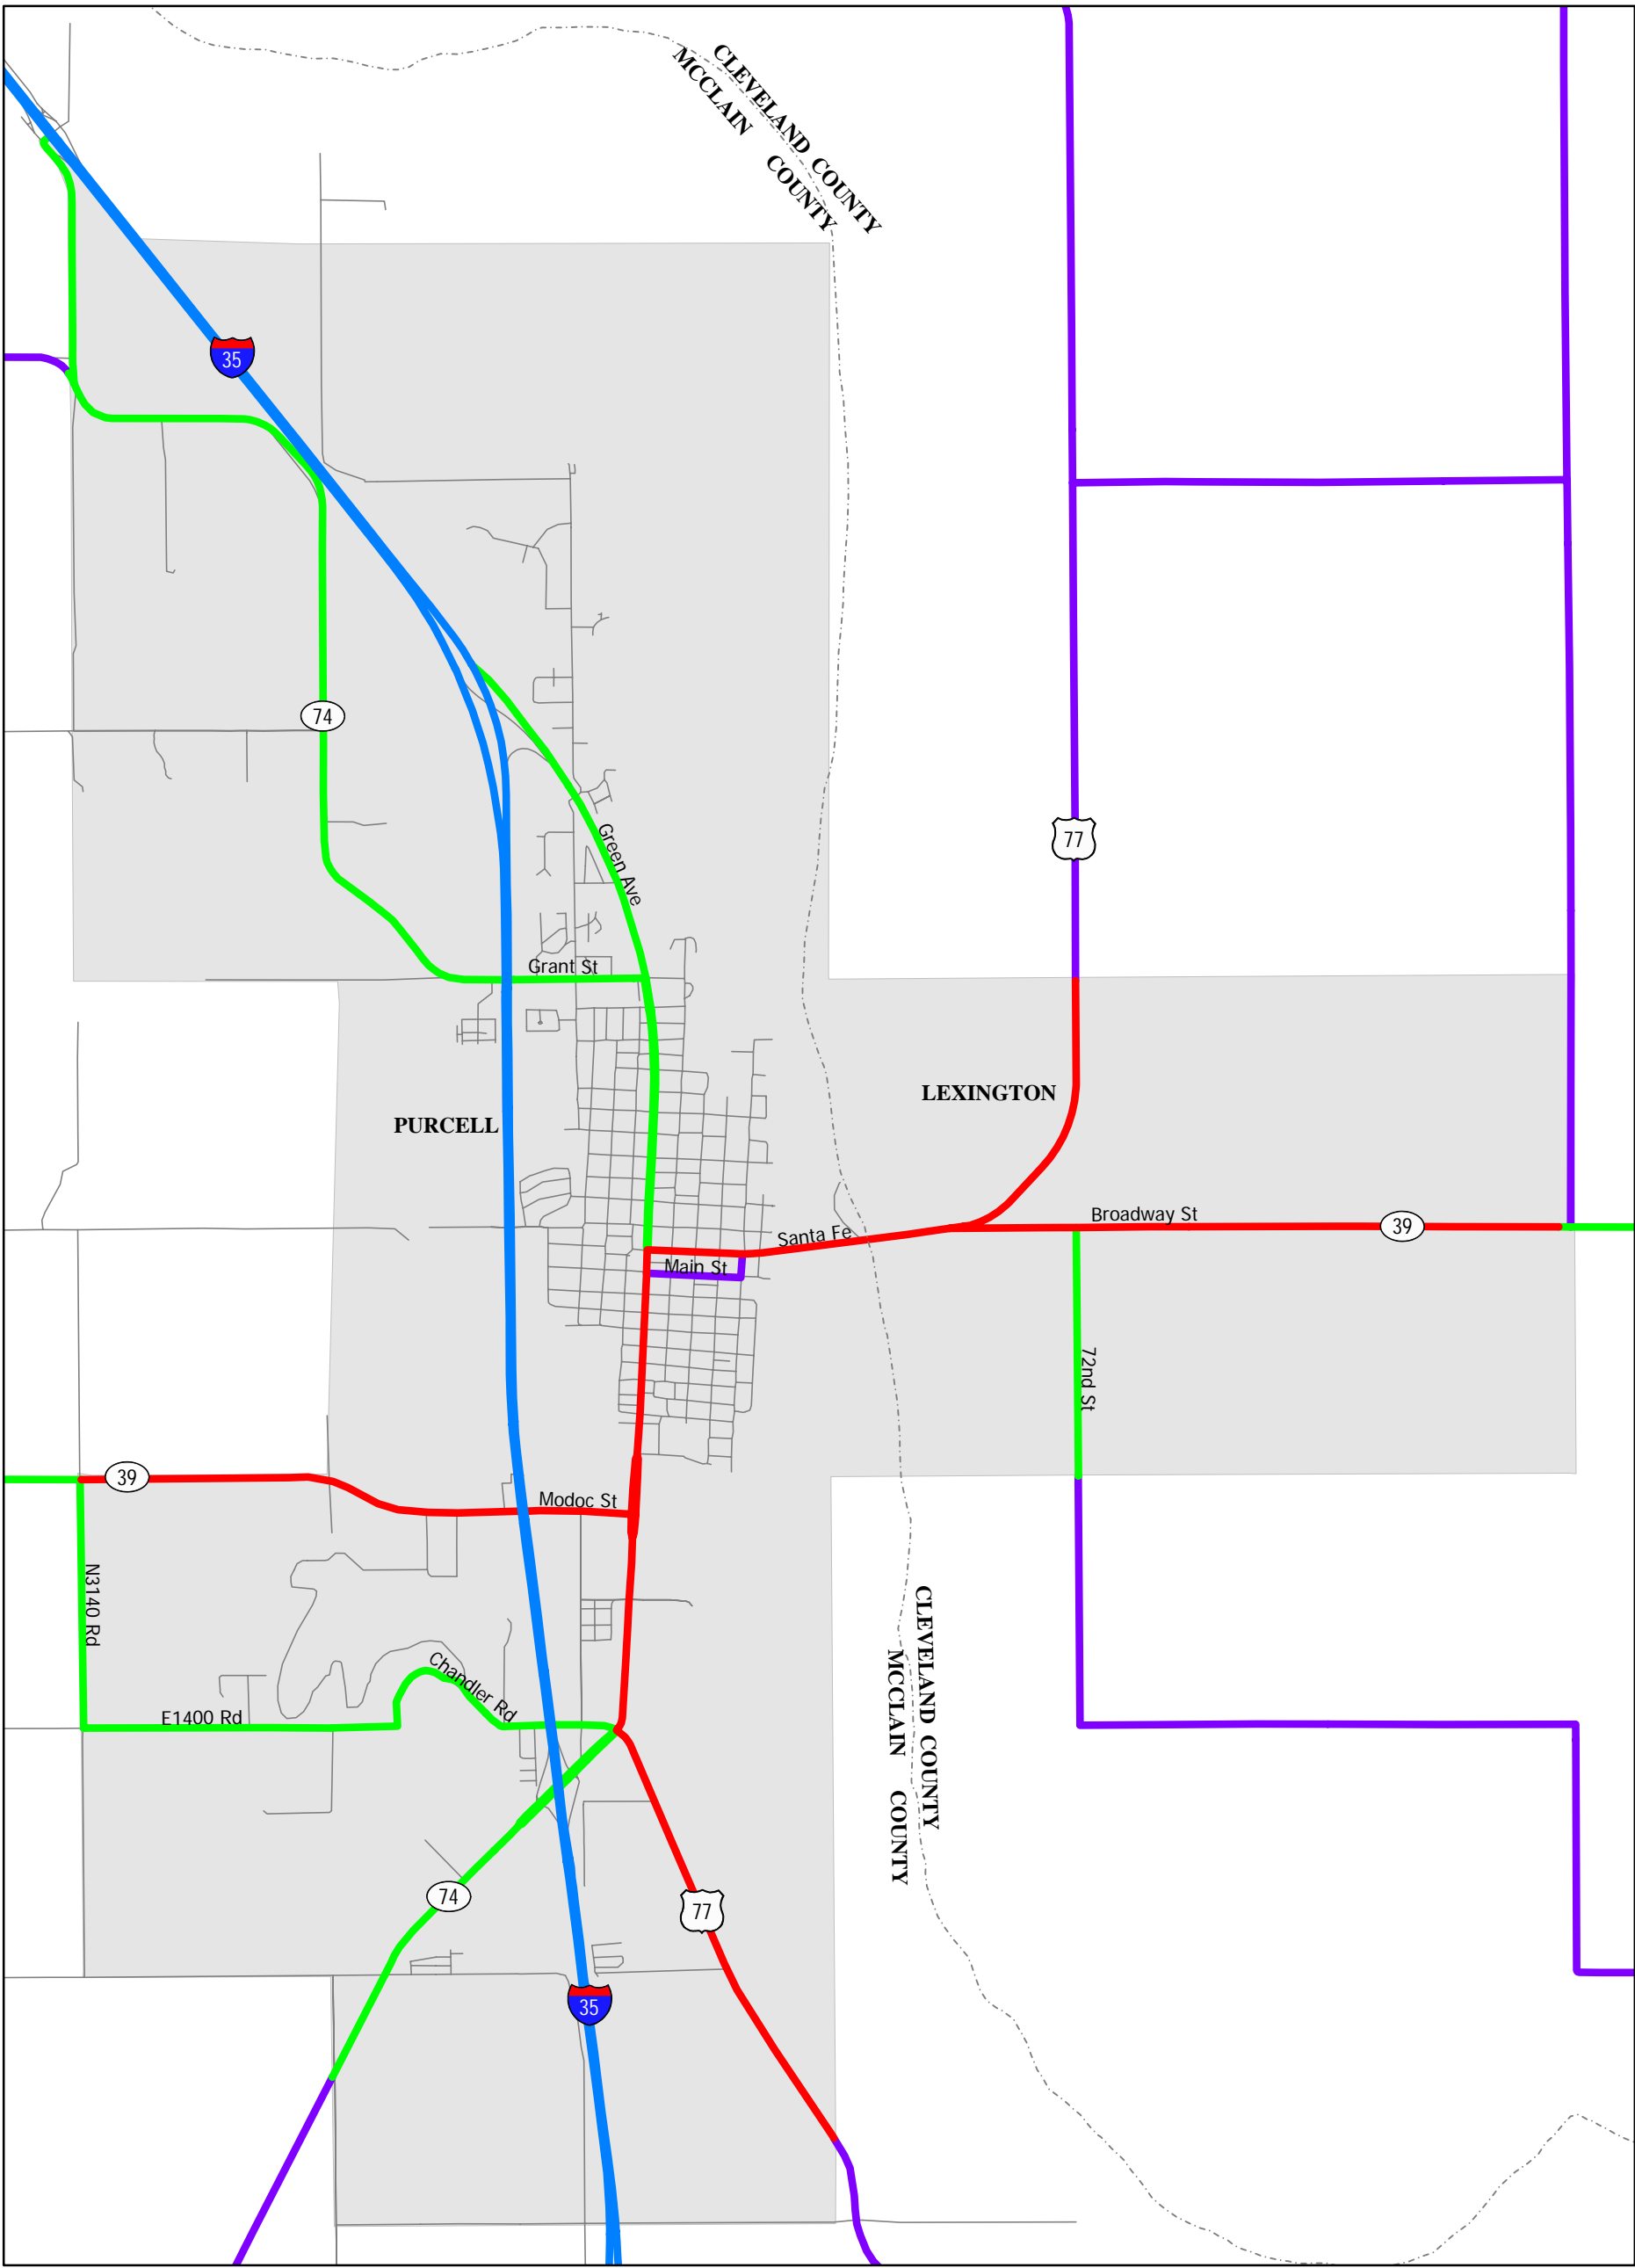 CLEVELAND COUNTY
MCCLAIN COUNTY
35
74
77
Green Ave
Grant St
LEXINGTON
PURCELL
Broadway St
39
Santa Fe
Main St
72nd St
39
Modoc St
N3140 Rd
CLEVELAND COUNTY
MCCLAIN COUNTY
Chandler Rd
E1400 Rd
74
77
35